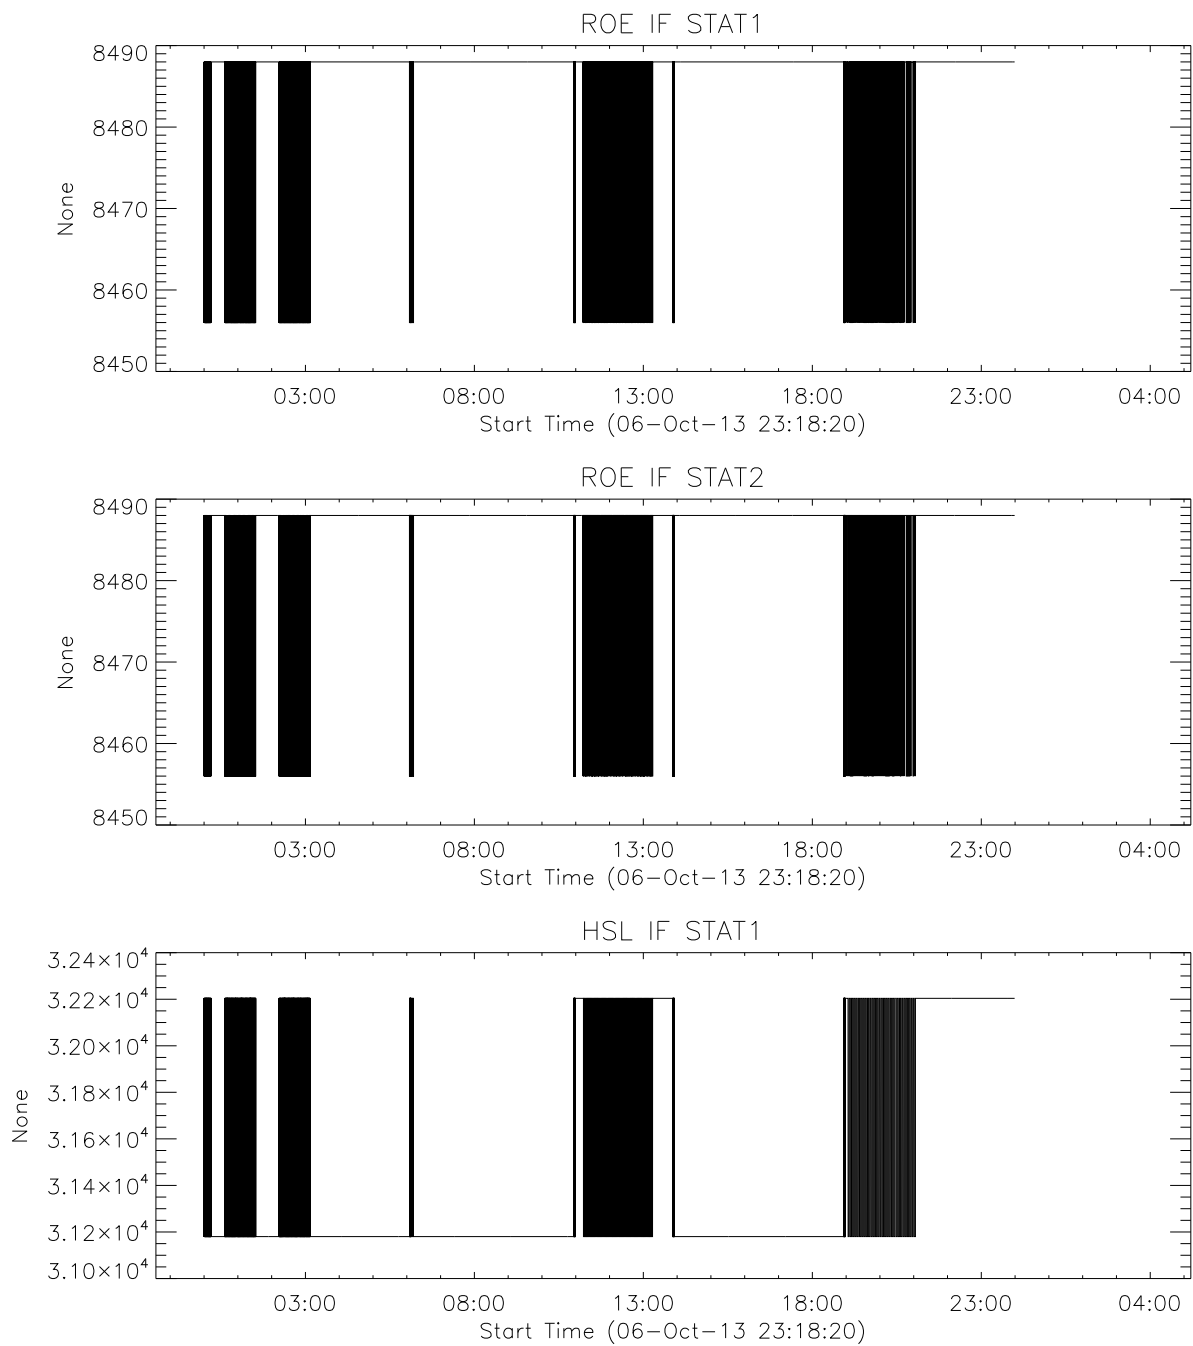 ROE IF STAT1
8490
8480
8470
8460
8450
None
03:00 08:00 13:00 18:00 23:00 04:00
Start Time (06-Oct-13 23:18:20)
ROE IF STAT2
8490
8480
8470
8460
8450
None
03:00 08:00 13:00 18:00 23:00 04:00
Start Time (06-Oct-13 23:18:20)
HSL IF STAT1
3.24×10⁴
3.22×10⁴
3.20×10⁴
3.18×10⁴
3.16×10⁴
3.14×10⁴
3.12×10⁴
3.10×10⁴
None
03:00 08:00 13:00 18:00 23:00 04:00
Start Time (06-Oct-13 23:18:20)